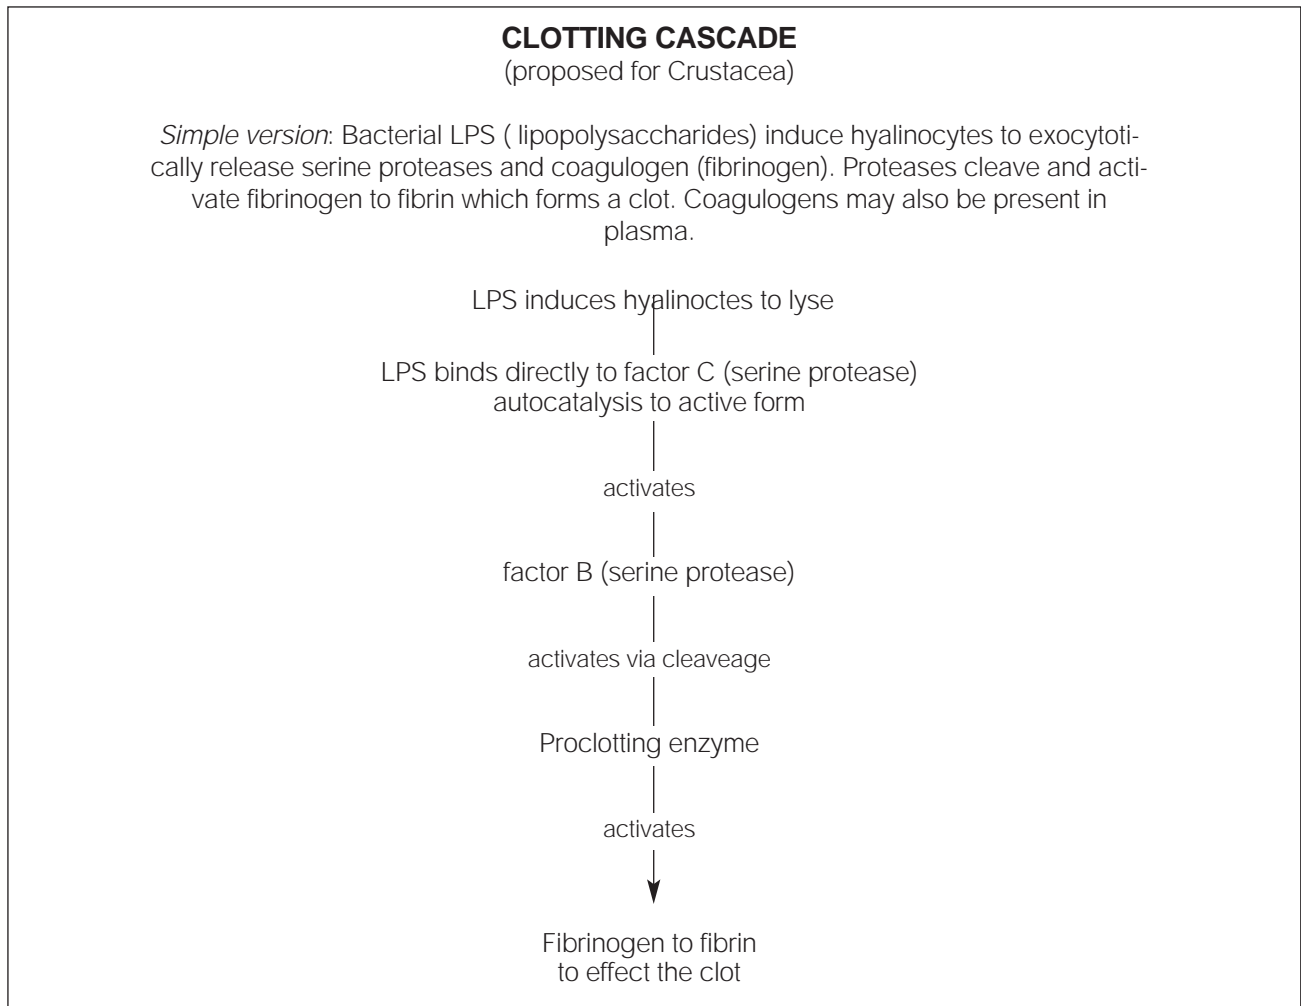 CLOTTING CASCADE
(proposed for Crustacea)
Simple version: Bacterial LPS ( lipopolysaccharides) induce hyalinocytes to exocytoti-
cally release serine proteases and coagulogen (fibrinogen). Proteases cleave and acti-
vate fibrinogen to fibrin which forms a clot. Coagulogens may also be present in
plasma.
LPS induces hyalinoctes to lyse
LPS binds directly to factor C (serine protease)
autocatalysis to active form
activates
factor B (serine protease)
activates via cleaveage
Proclotting enzyme
activates
Fibrinogen to fibrin
to effect the clot